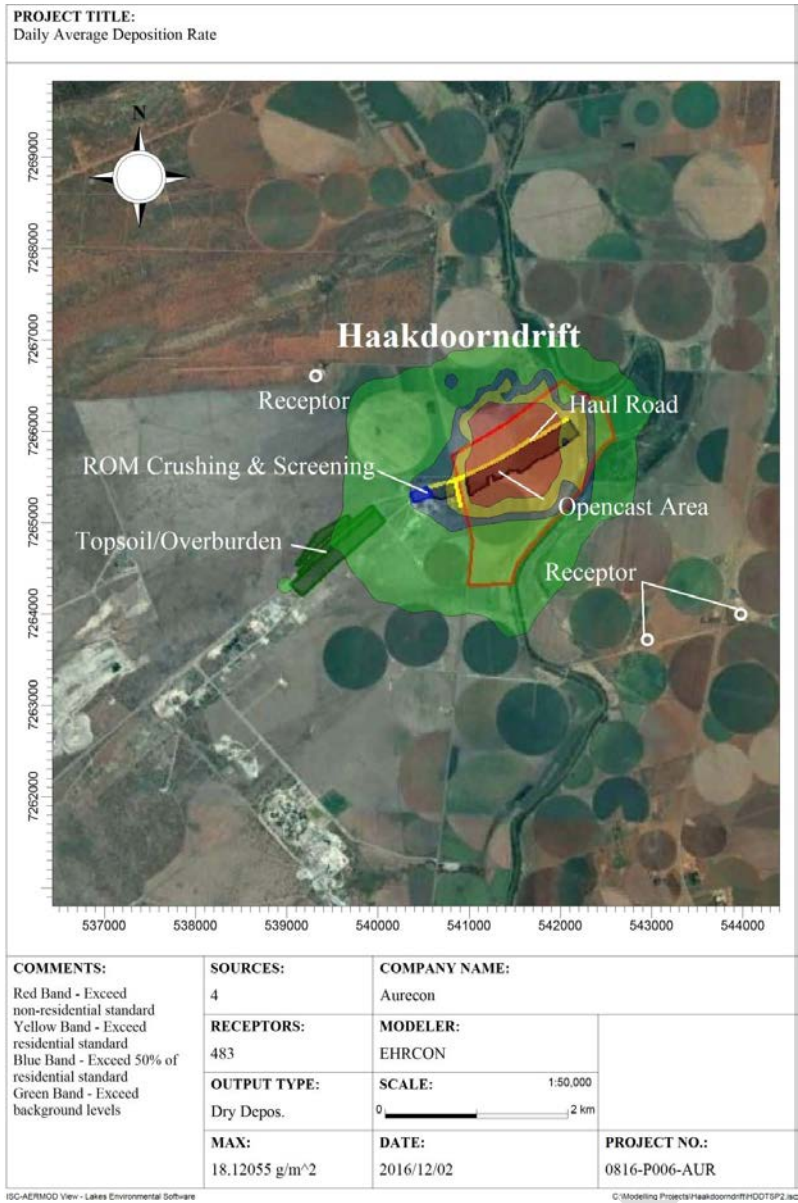 PROJECT TITLE:
Daily Average Deposition Rate
N
7269000
7268000
7267000
7266000
7265000
7264000
7263000
7262000
Haakdoorndrift
Receptor
Haul Road
ROM Crushing & Screening
Opencast Area
Topsoil/Overburden
Receptor
537000 538000 539000 540000 541000 542000 543000 544000
COMMENTS:
Red Band - Exceed
non-residential standard
Yellow Band - Exceed
residential standard
Blue Band - Exceed 50% of
residential standard
Green Band - Exceed
background levels
SOURCES:
4
COMPANY NAME:
Aurecon
RECEPTORS:
483
MODELER:
EHRCON
OUTPUT TYPE:
Dry Depos.
SCALE: 1:50,000
0 2 km
MAX:
18.12055 g/m^2
DATE:
2016/12/02
PROJECT NO.:
0816-P006-AUR
ISC-AERMOD View - Lakes Environmental Software
C:\Modelling Projects\Haakdoorndrift\HDDTSP2.isc